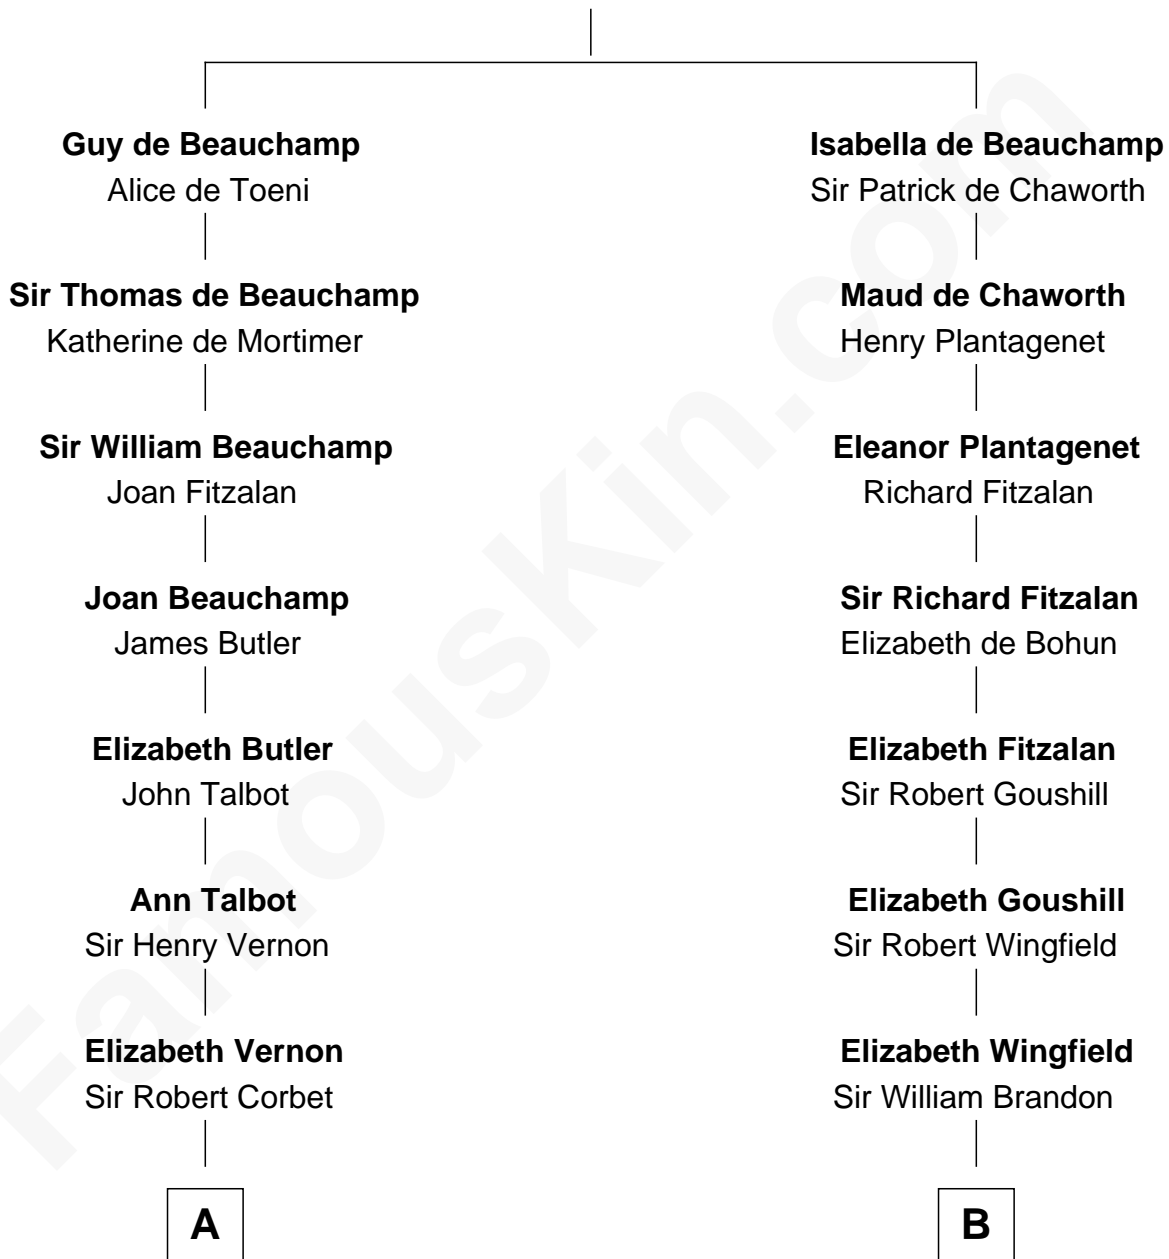 Guy de Beauchamp
Alice de Toeni
Sir Thomas de Beauchamp
Katherine de Mortimer
Sir William Beauchamp
Joan Fitzalan
Joan Beauchamp
James Butler
Elizabeth Butler
John Talbot
Ann Talbot
Sir Henry Vernon
Elizabeth Vernon
Sir Robert Corbet
A
Isabella de Beauchamp
Sir Patrick de Chaworth
Maud de Chaworth
Henry Plantagenet
Eleanor Plantagenet
Richard Fitzalan
Sir Richard Fitzalan
Elizabeth de Bohun
Elizabeth Fitzalan
Sir Robert Goushill
Elizabeth Goushill
Sir Robert Wingfield
Elizabeth Wingfield
Sir William Brandon
B
FamousKin.com